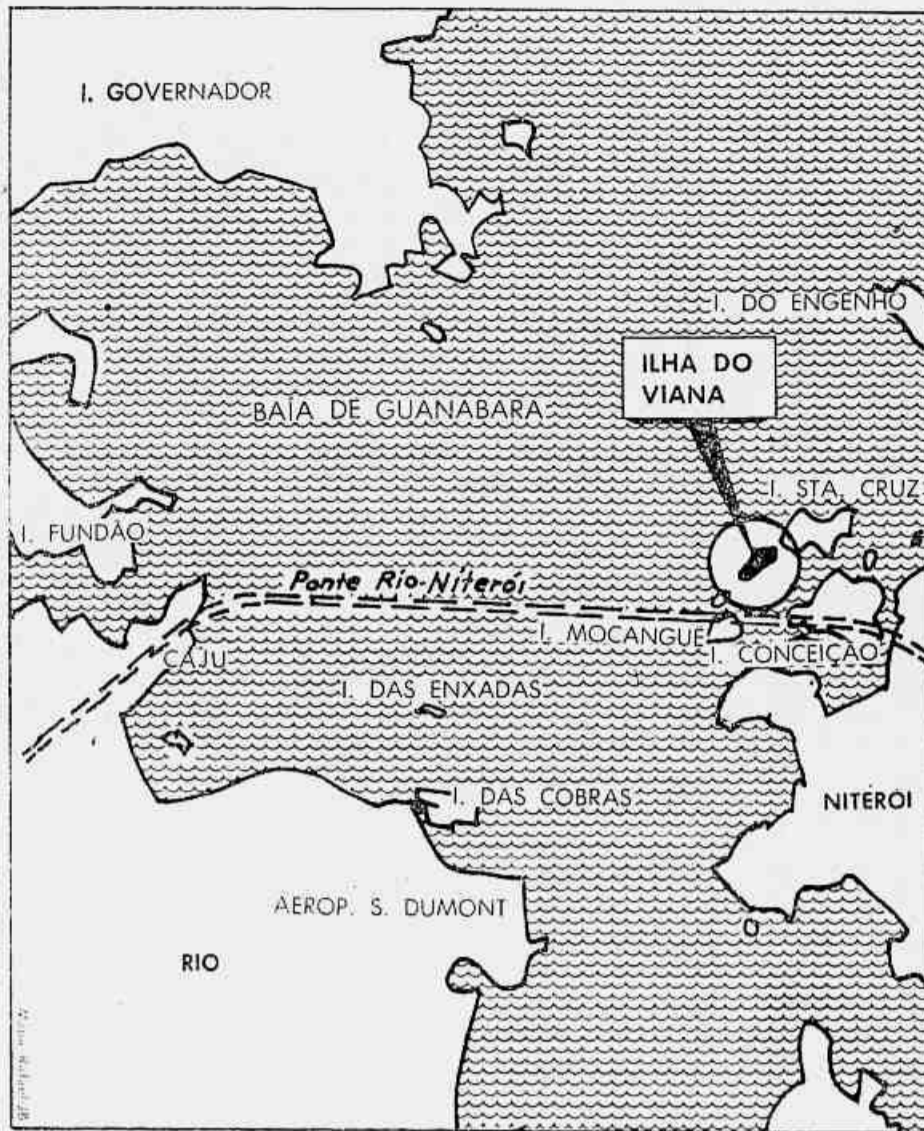 I. GOVERNADOR
I. DO ENGENHO
ILHA DO
VIANA
BAÍA DE GUANABARA
I. STA. CRUZ
I. FUNDÃO
Ponte Rio-Niterói
I. MOCANGUE
I. CONCEIÇÃO
CAJU
I. DAS ENXADAS
I. DAS COBRAS
NITERÓI
AEROP. S. DUMONT
RIO